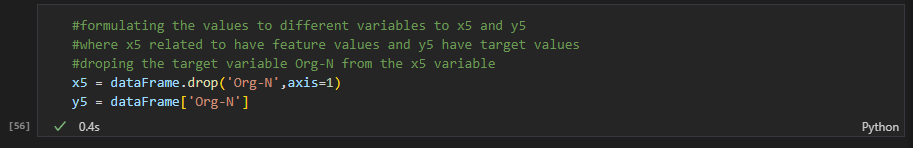 #formulating the values to different variables to x5 and y5
#where x5 related to have feature values and y5 have target values
#droping the target variable Org-N from the x5 variable
x5 = dataFrame.drop('Org-N',axis=1)
y5 = dataFrame['Org-N']
[56] ✓ 0.4s Python